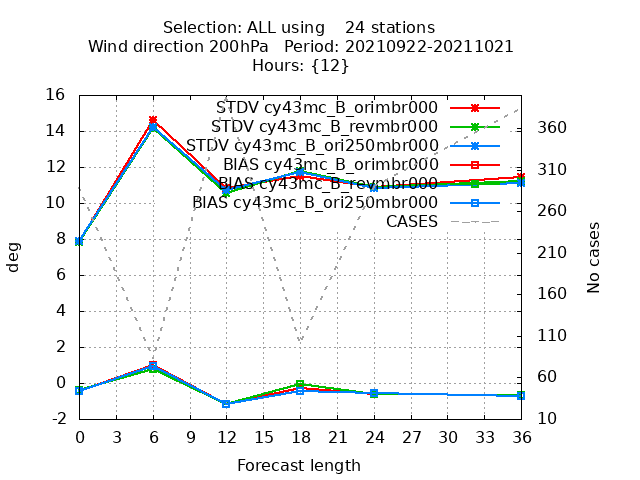 Selection: ALL using    24 stations
Wind direction 200hPa   Period: 20210922-20211021
Hours: {12}
STDV cy43mc_B_orimbr000
STDV cy43mc_B_revmbr000
STDV cy43mc_B_ori250mbr000
BIAS cy43mc_B_orimbr000
BIAS cy43mc_B_revmbr000
BIAS cy43mc_B_ori250mbr000
CASES
16
14
12
10
8
6
4
2
0
-2
deg
360
310
260
210
160
110
60
10
No cases
0 3 6 9 12 15 18 21 24 27 30 33 36
Forecast length